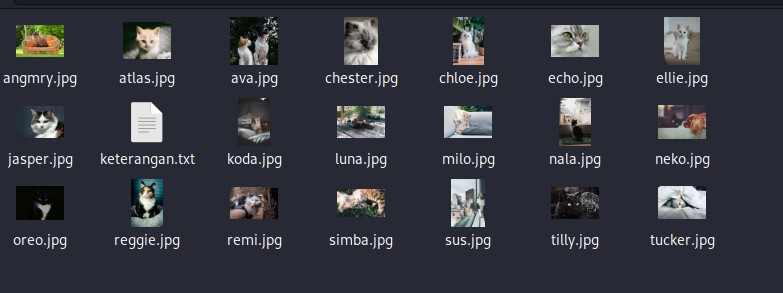 angmry.jpg atlas.jpg ava.jpg chester.jpg chloe.jpg echo.jpg ellie.jpg
jasper.jpg keterangan.txt koda.jpg luna.jpg milo.jpg nala.jpg neko.jpg
oreo.jpg reggie.jpg remi.jpg simba.jpg sus.jpg tilly.jpg tucker.jpg